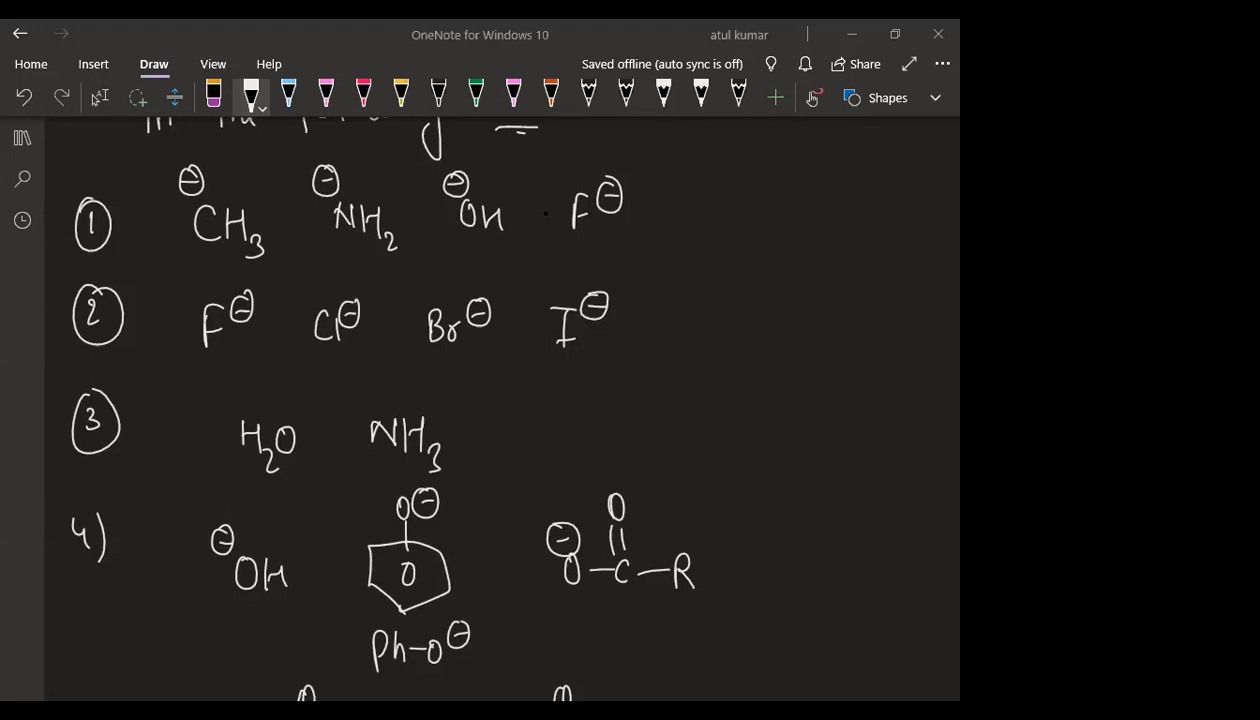 OneNote for Windows 10 atul kumar
Home Insert Draw View Help Saved offline (auto sync is off) Share
Shapes
① ⊖CH₃ ⊖NH₂ ⊖OH F⊖
② F⊖ Cl⊖ Br⊖ I⊖
③ H₂O NH₃
O⊖ O
4) ⊖OH O ⊖O–C–R
Ph–O⊖